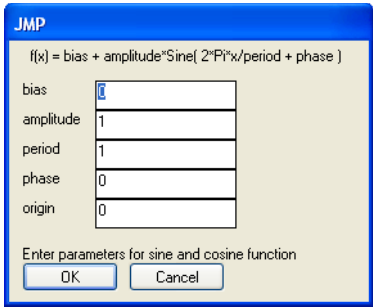 JMP
f(x) = bias + amplitude*Sine( 2*Pi*x/period + phase )
bias 0
amplitude 1
period 1
phase 0
origin 0
Enter parameters for sine and cosine function
OK Cancel